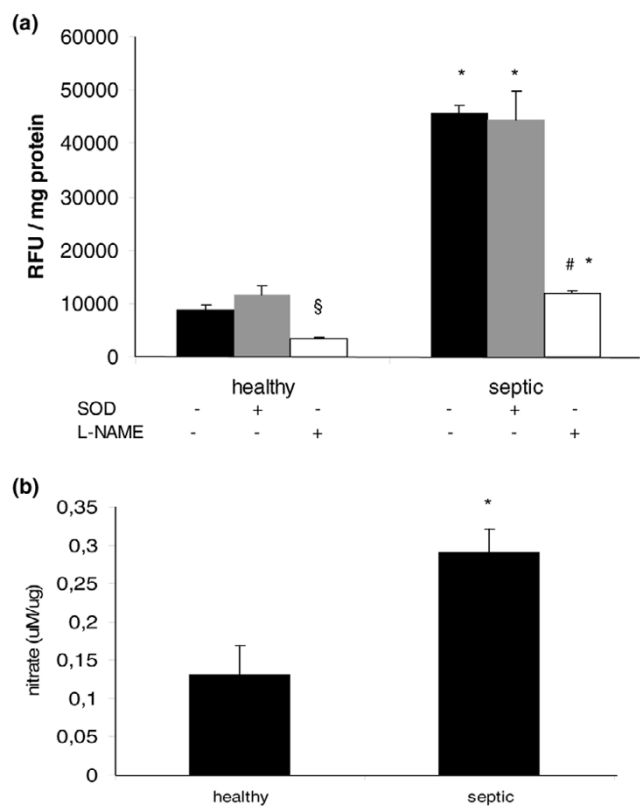 (a)
60000
50000
40000
30000
20000
10000
0
RFU / mg protein
* *
# *
§
healthy septic
SOD - + - - + -
L-NAME - - + - - +
(b)
0,35
0,3
0,25
0,2
0,15
0,1
0,05
0
nitrate (uM/ug)
*
healthy septic